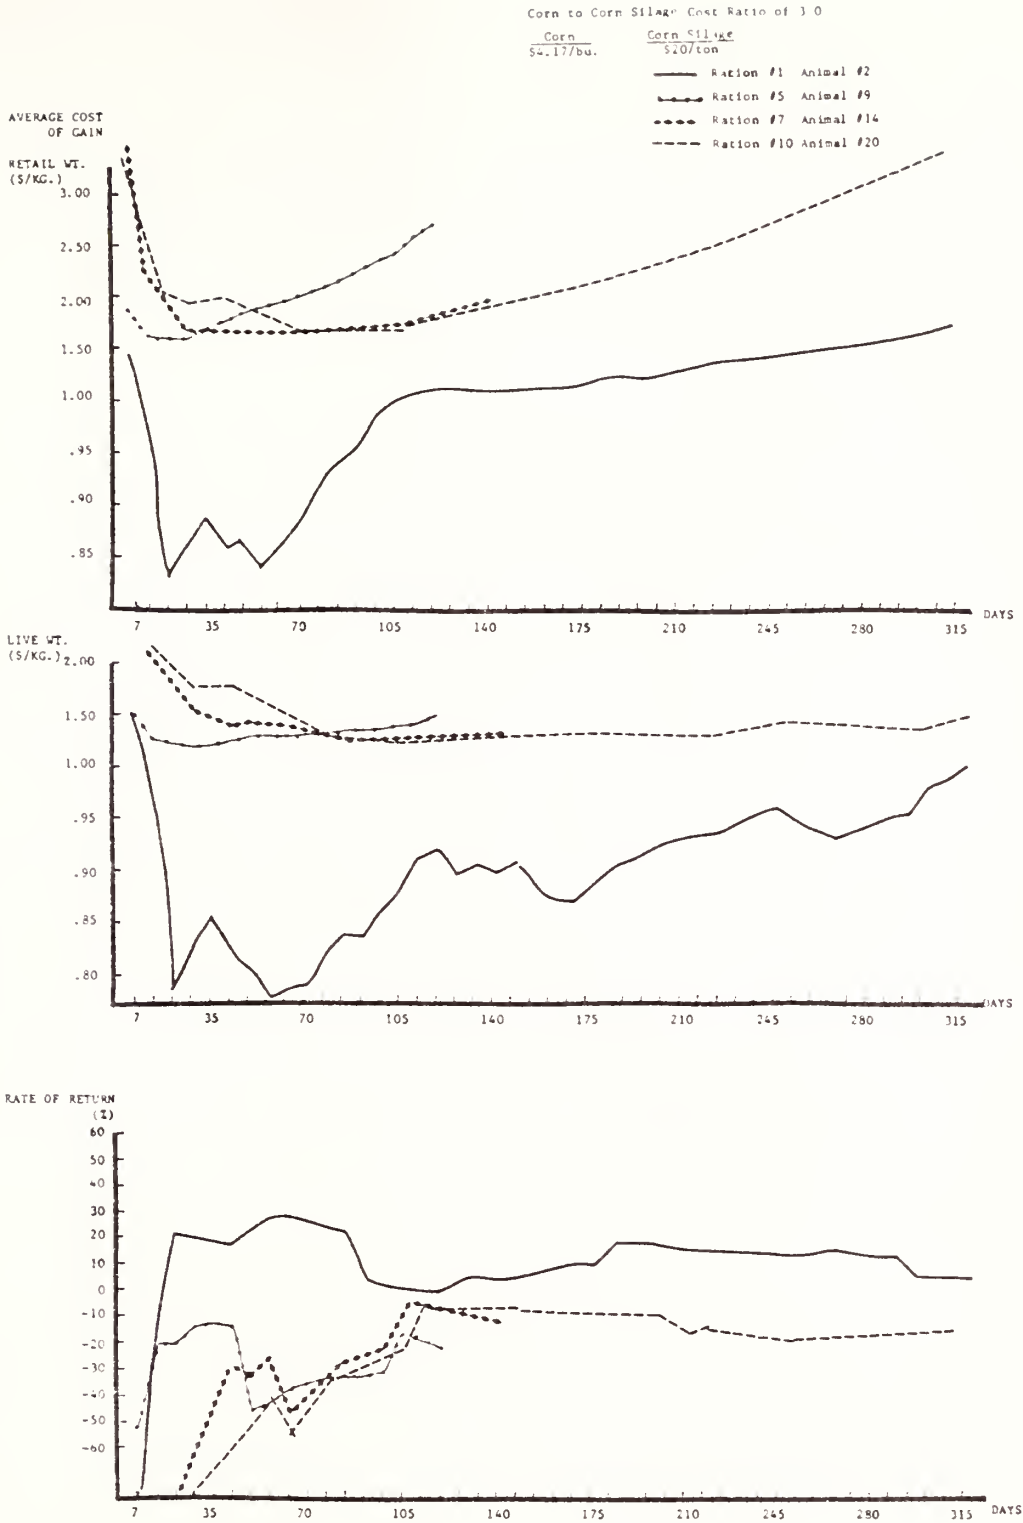 Corn to Corn Silage Cost Ratio of 3.0
Corn Corn Silage
$4.17/bu. $20/ton
Ration #1 Animal #2
Ration #5 Animal #9
Ration #7 Animal #14
Ration #10 Animal #20
AVERAGE COST
OF GAIN
RETAIL WT.
($/KG.)
3.00
2.50
2.00
1.50
1.00
.95
.90
.85
7 35 70 105 140 175 210 245 280 315 DAYS
LIVE WT.
($/KG.) 2.00
1.50
1.00
.95
.90
.85
.80
7 35 70 105 140 175 210 245 280 315 DAYS
RATE OF RETURN
(%)
60
50
40
30
20
10
0
-10
-20
-30
-40
-50
-60
7 35 70 105 140 175 210 245 280 315 DAYS